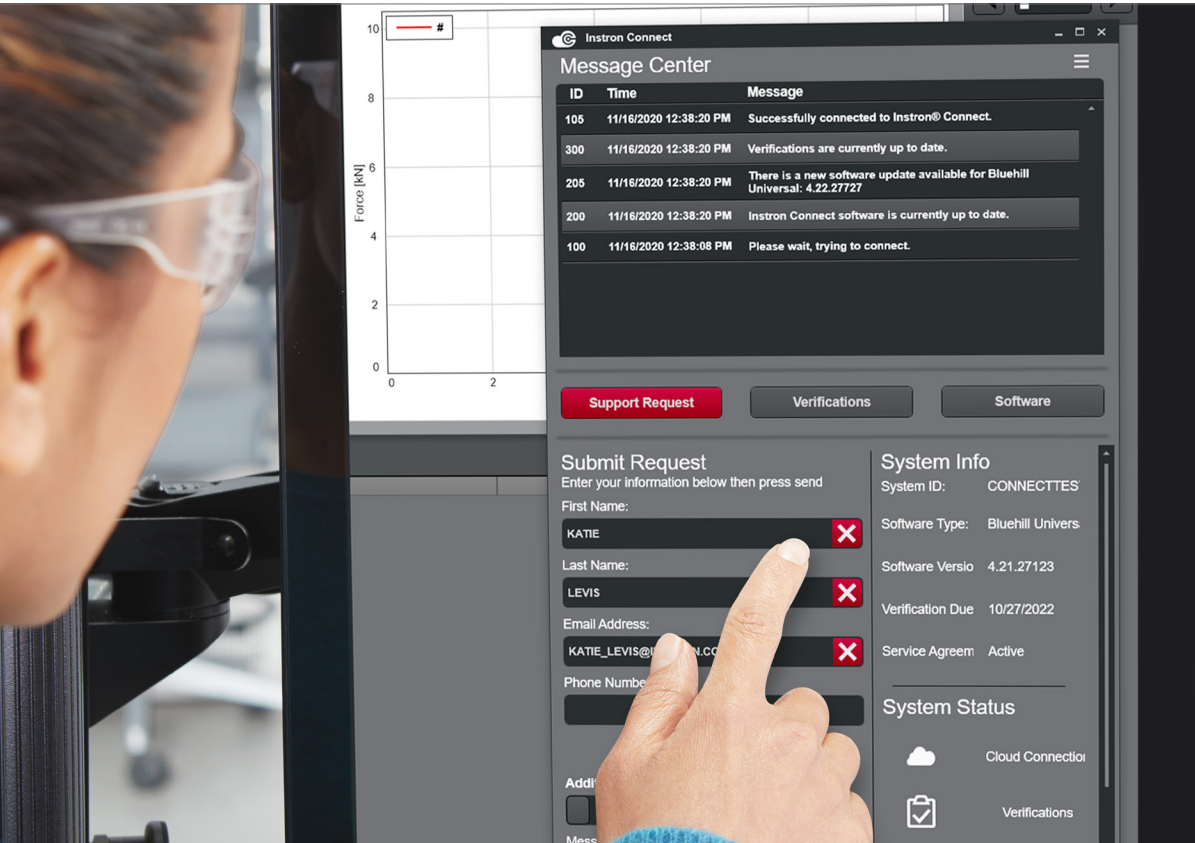 10
#
8
6
4
2
0
0
2
Force [kN]
Instron Connect
Message Center
ID Time Message
105 11/16/2020 12:38:20 PM Successfully connected to Instron® Connect.
300 11/16/2020 12:38:20 PM Verifications are currently up to date.
205 11/16/2020 12:38:20 PM There is a new software update available for Bluehill
Universal: 4.22.27727
200 11/16/2020 12:38:20 PM Instron Connect software is currently up to date.
100 11/16/2020 12:38:08 PM Please wait, trying to connect.
Support Request Verifications Software
Submit Request
Enter your information below then press send
First Name:
KATIE
Last Name:
LEVIS
Email Address:
KATIE_LEVIS@
Phone Numbe
Addi
Mess
System Info
System ID: CONNECTTES
Software Type: Bluehill Univers
Software Versio 4.21.27123
Verification Due 10/27/2022
Service Agreem Active
System Status
Cloud Connection
Verifications